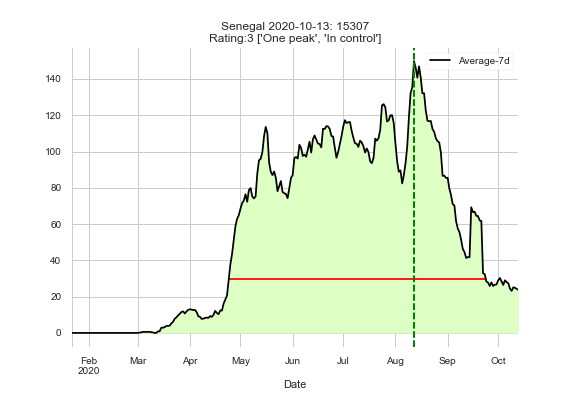 Senegal 2020-10-13: 15307
Rating:3 ['One peak', 'In control']
Average-7d
140
120
100
80
60
40
20
0
Feb Mar Apr May Jun Jul Aug Sep Oct
2020
Date